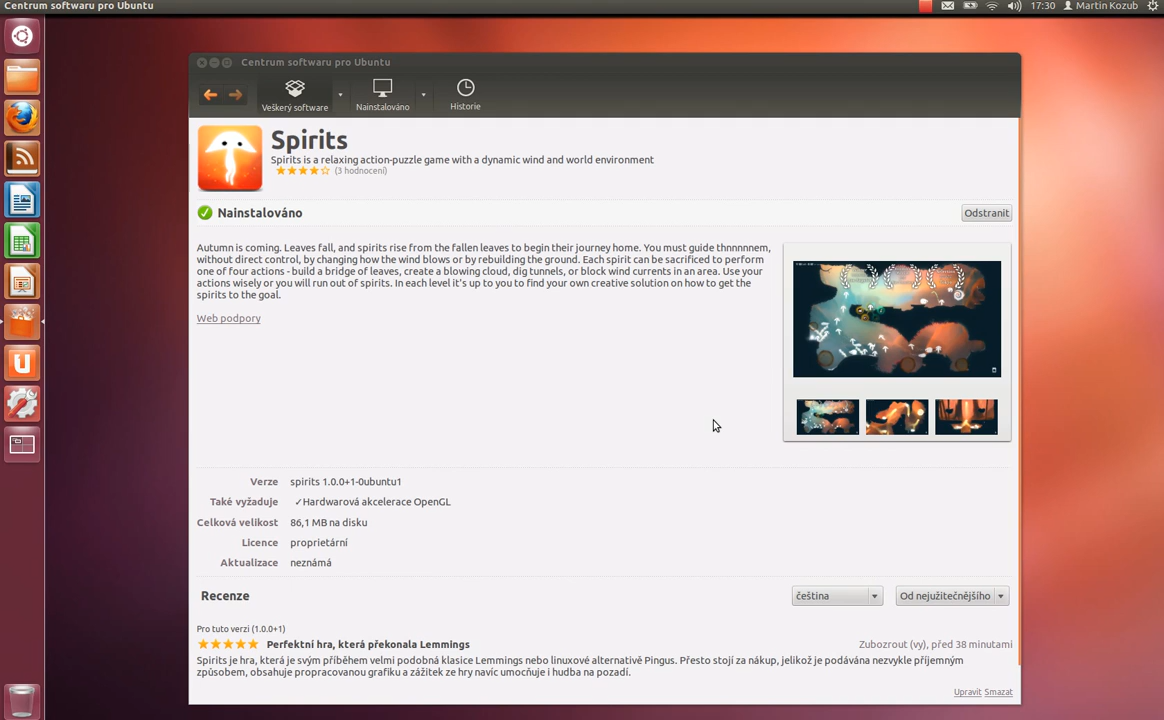 Centrum softwaru pro Ubuntu
17:30 Martin Kozub
Centrum softwaru pro Ubuntu
Veškerý software
Nainstalováno
Historie
Spirits
Spirits is a relaxing action-puzzle game with a dynamic wind and world environment
(3 hodnocení)
Nainstalováno
Odstranit
Autumn is coming. Leaves fall, and spirits rise from the fallen leaves to begin their journey home. You must guide thnnnnnem,
without direct control, by changing how the wind blows or by rebuilding the ground. Each spirit can be sacrificed to perform
one of four actions - build a bridge of leaves, create a blowing cloud, dig tunnels, or block wind currents in an area. Use your
actions wisely or you will run out of spirits. In each level it's up to you to find your own creative solution on how to get the
spirits to the goal.
Web podpory
Verze spirits 1.0.0+1-0ubuntu1
Také vyžaduje ✓Hardwarová akcelerace OpenGL
Celková velikost 86,1 MB na disku
Licence proprietární
Aktualizace neznámá
Recenze
čeština
Od nejužitečnějšího
Pro tuto verzi (1.0.0+1)
Perfektní hra, která překonala Lemmings
Zubozrout (vy), před 38 minutami
Spirits je hra, která je svým příběhem velmi podobná klasice Lemmings nebo linuxové alternativě Pingus. Přesto stojí za nákup, jelikož je podávána nezvykle příjemným
způsobem, obsahuje propracovanou grafiku a zážitek ze hry navíc umocňuje i hudba na pozadí.
Upravit Smazat